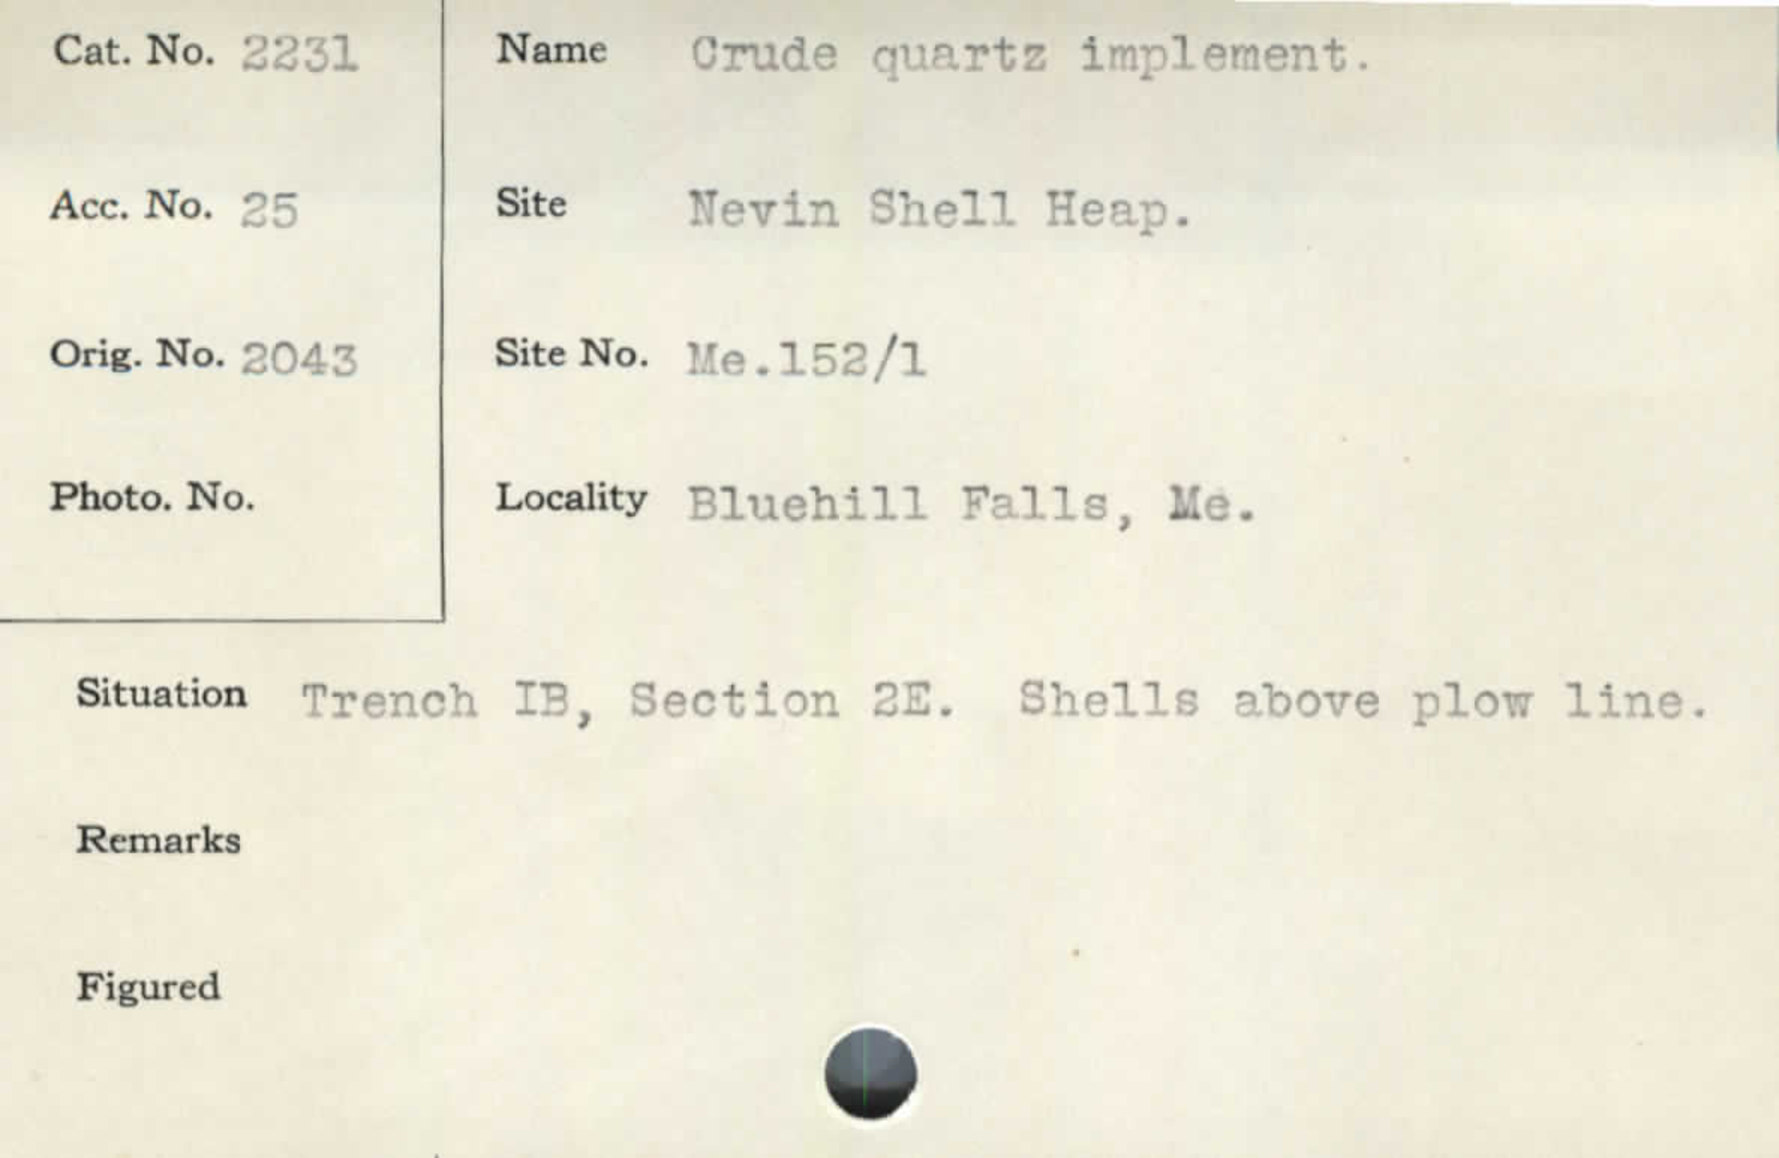 Cat. No. 2231
Name Crude quartz implement.
Acc. No. 25
Site Nevin Shell Heap.
Orig. No. 2043
Site No. Me.152/1
Photo. No.
Locality Bluehill Falls, Me.
Situation Trench IB, Section 2E. Shells above plow line.
Remarks
Figured